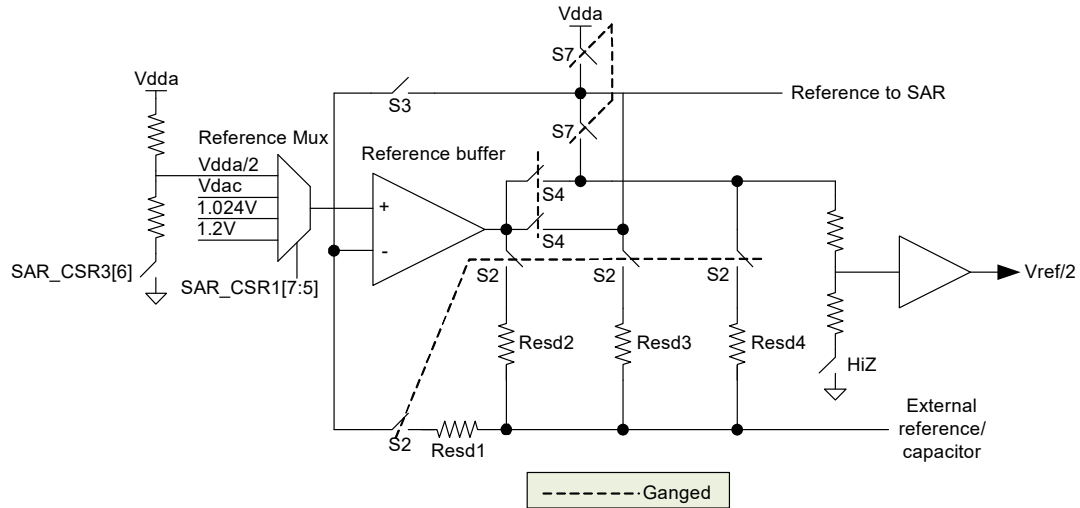 Vdda
S7
Vdda
S3
Reference to SAR
S7
Reference Mux
Reference buffer
Vdda/2
Vdac
1.024V
1.2V
+
-
S4
S4
SAR_CSR3[6]
SAR_CSR1[7:5]
S2
S2
S2
Vref/2
Resd2
Resd3
Resd4
HiZ
S2
Resd1
External
reference/
capacitor
Ganged